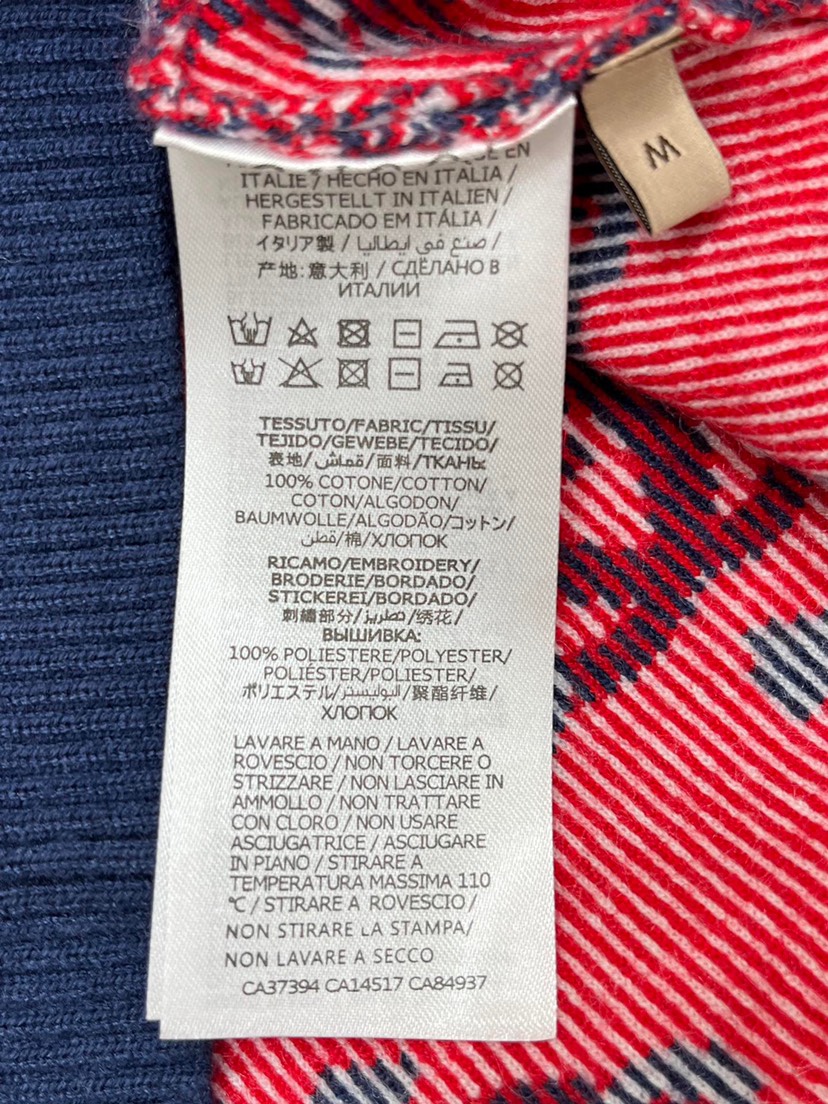 EN
ITALIE / HECHO EN ITALIA /
HERGESTELLT IN ITALIEN /
FABRICADO EM ITÁLIA /
イタリア製 / صنع في ايطاليا /
产地: 意大利 / СДЕЛАНО В
ИТАЛИИ
TESSUTO/FABRIC/TISSU/
TEJIDO/GEWEBE/TECIDO/
表地/قماش/面料/ТКАНЬ:
100% COTONE/COTTON/
COTON/ALGODON/
BAUMWOLLE/ALGODÃO/コットン/
قطن/棉/ХЛОПОК
RICAMO/EMBROIDERY/
BRODERIE/BORDADO/
STICKEREI/BORDADO/
刺繍部分/تطريز/绣花/
ВЫШИВКА:
100% POLIESTERE/POLYESTER/
POLIÉSTER/POLIESTER/
ポリエステル/البوليستر/聚酯纤维/
ХЛОПОК
LAVARE A MANO / LAVARE A
ROVESCIO / NON TORCERE O
STRIZZARE / NON LASCIARE IN
AMMOLLO / NON TRATTARE
CON CLORO / NON USARE
ASCIUGATRICE / ASCIUGARE
IN PIANO / STIRARE A
TEMPERATURA MASSIMA 110
°C / STIRARE A ROVESCIO /
NON STIRARE LA STAMPA/
NON LAVARE A SECCO
CA37394 CA14517 CA84937
M